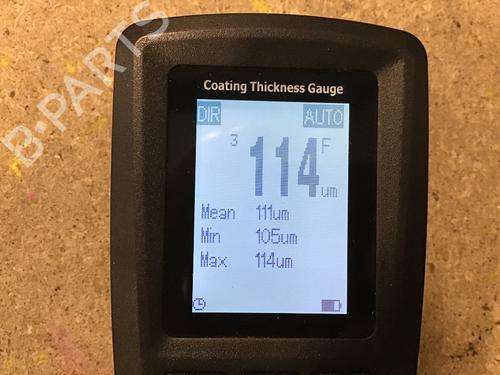 B-PARTS
Coating Thickness Gauge
DIR AUTO
3 114 F um
Mean 111um
Min 105um
Max 114um